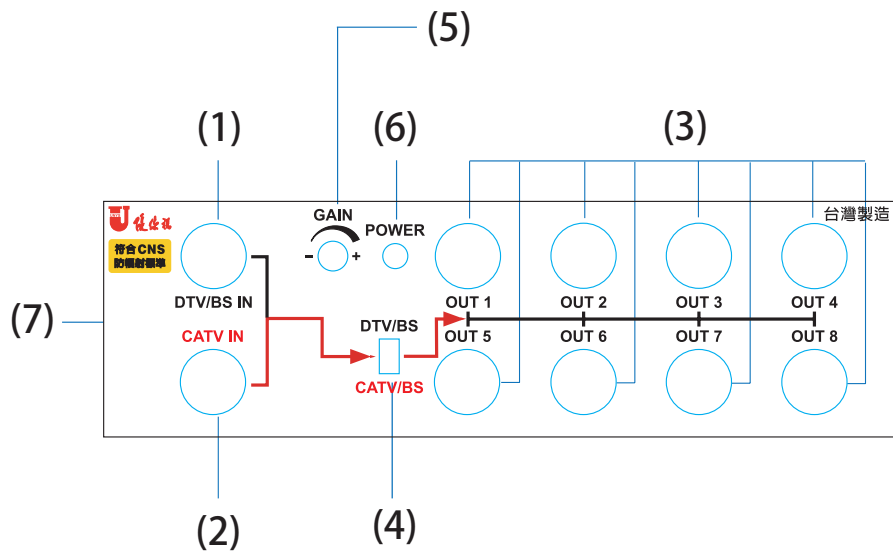 (5)
(1)
(6)
(3)
GAIN
POWER
台灣製造
符合CNS
防輻射標準
- +
DTV/BS IN
OUT 1
OUT 2
OUT 3
OUT 4
(7)
CATV IN
DTV/BS
OUT 5
OUT 6
OUT 7
OUT 8
CATV/BS
(2)
(4)